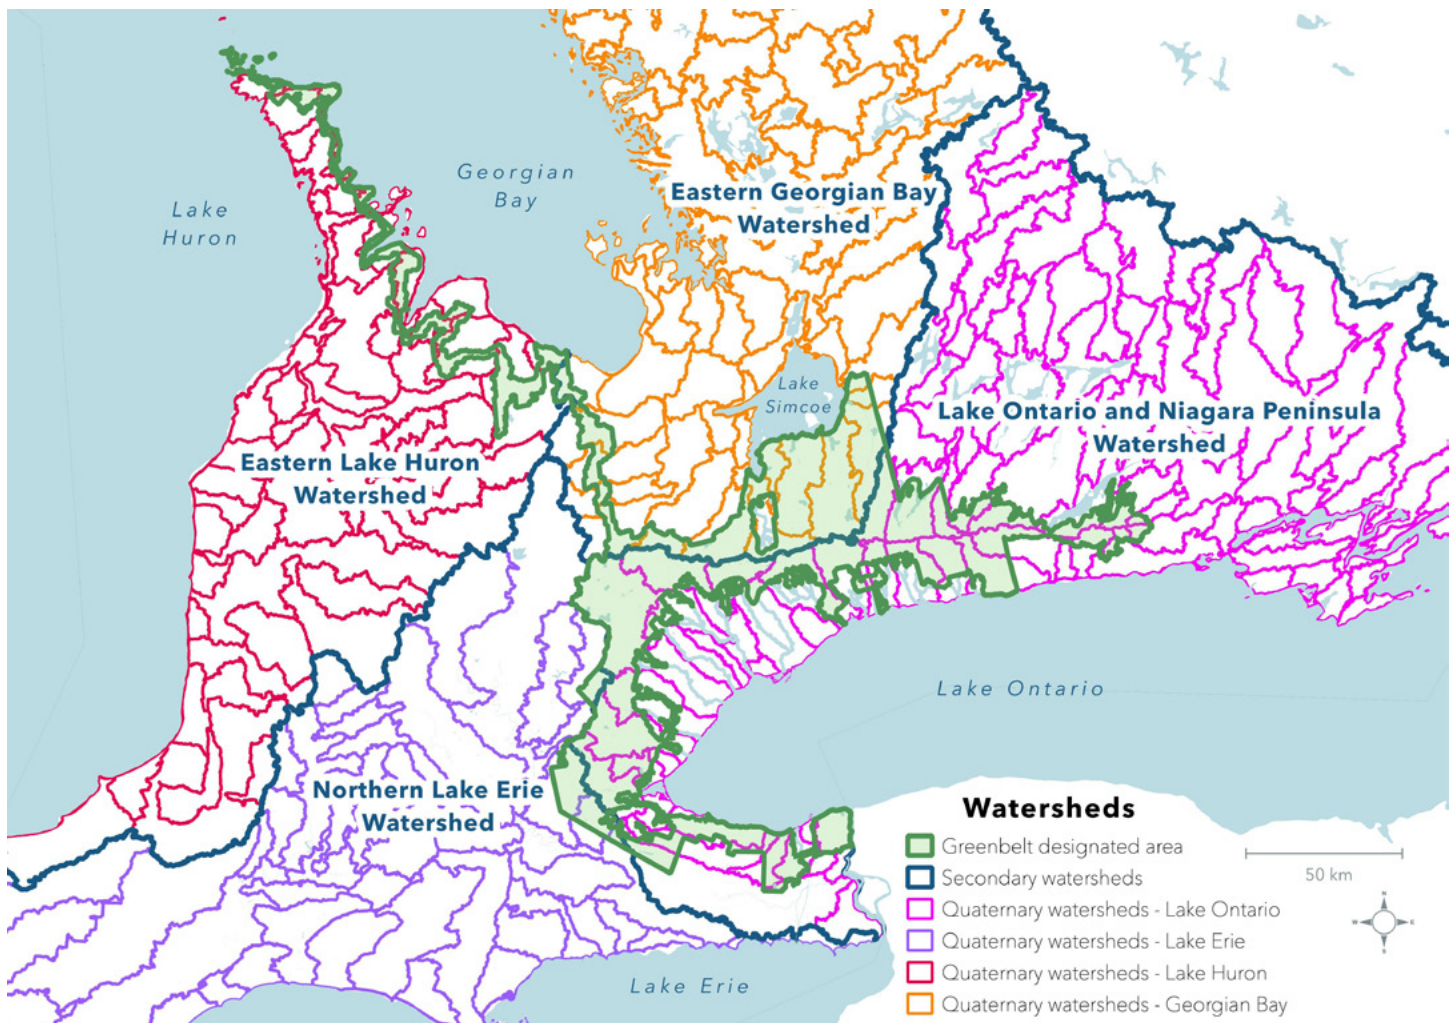 Georgian
Bay
Lake
Huron
Eastern Georgian Bay
Watershed
Lake
Simcoe
Lake Ontario and Niagara Peninsula
Watershed
Eastern Lake Huron
Watershed
Lake Ontario
Northern Lake Erie
Watershed
Lake Erie
Watersheds
Greenbelt designated area
Secondary watersheds
Quaternary watersheds - Lake Ontario
Quaternary watersheds - Lake Erie
Quaternary watersheds - Lake Huron
Quaternary watersheds - Georgian Bay
50 km
N
W E
S